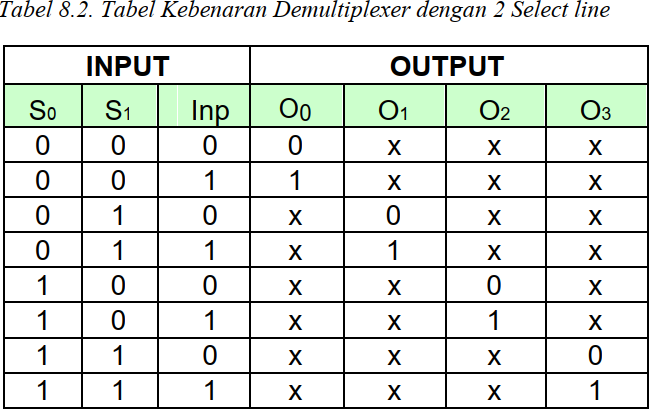 Tabel 8.2. Tabel Kebenaran Demultiplexer dengan 2 Select line
INPUT OUTPUT
S0 S1 Inp O0 O1 O2 O3
0 0 0 0 x x x
0 0 1 1 x x x
0 1 0 x 0 x x
0 1 1 x 1 x x
1 0 0 x x 0 x
1 0 1 x x 1 x
1 1 0 x x x 0
1 1 1 x x x 1